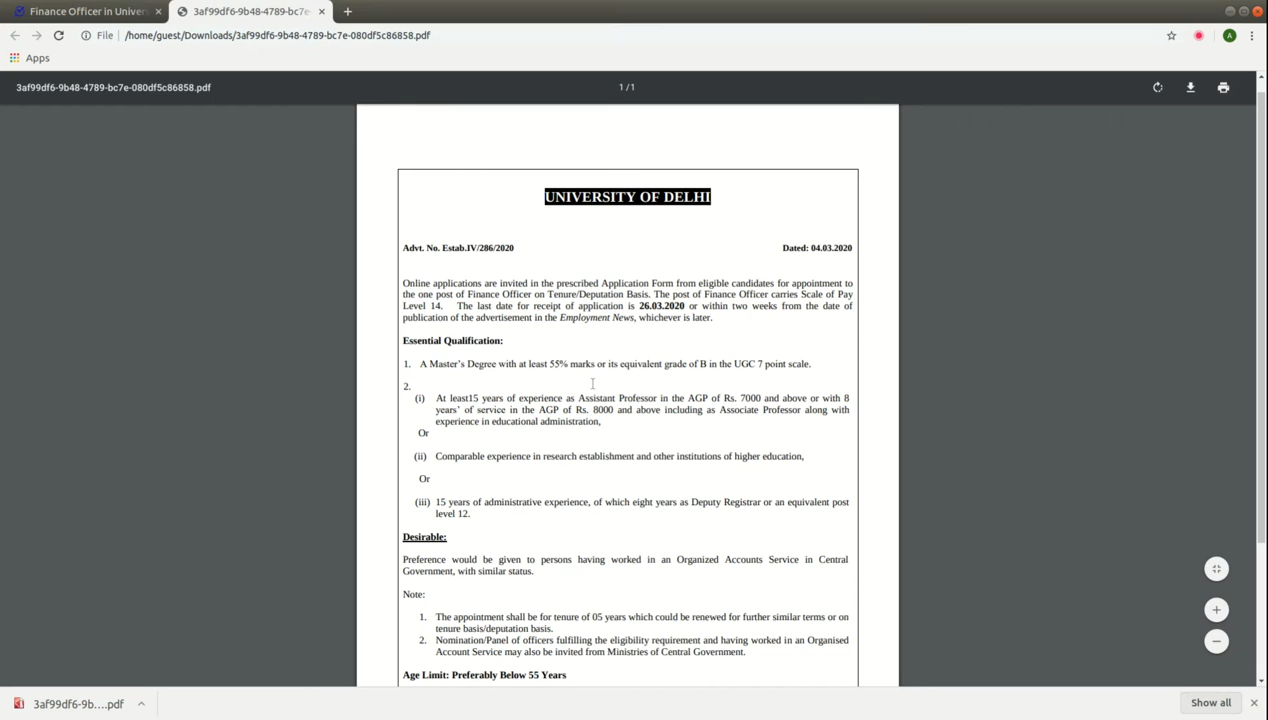 Finance Officer in Univer
3af99df6-9b48-4789-bc7e-
File
/home/guest/Downloads/3af99df6-9b48-4789-bc7e-080df5c86858.pdf
A
Apps
3af99df6-9b48-4789-bc7e-080df5c86858.pdf
1 / 1
UNIVERSITY OF DELHI
Advt. No. Estab.IV/286/2020 Dated: 04.03.2020
Online applications are invited in the prescribed Application Form from eligible candidates for appointment to
the one post of Finance Officer on Tenure/Deputation Basis. The post of Finance Officer carries Scale of Pay
Level 14. The last date for receipt of application is 26.03.2020 or within two weeks from the date of
publication of the advertisement in the Employment News, whichever is later.
Essential Qualification:
1. A Master's Degree with at least 55% marks or its equivalent grade of B in the UGC 7 point scale.
2.
(i) At least15 years of experience as Assistant Professor in the AGP of Rs. 7000 and above or with 8
years' of service in the AGP of Rs. 8000 and above including as Associate Professor along with
experience in educational administration,
Or
(ii) Comparable experience in research establishment and other institutions of higher education,
Or
(iii) 15 years of administrative experience, of which eight years as Deputy Registrar or an equivalent post
level 12.
Desirable:
Preference would be given to persons having worked in an Organized Accounts Service in Central
Government, with similar status.
Note:
1. The appointment shall be for tenure of 05 years which could be renewed for further similar terms or on
tenure basis/deputation basis.
2. Nomination/Panel of officers fulfilling the eligibility requirement and having worked in an Organised
Account Service may also be invited from Ministries of Central Government.
Age Limit: Preferably Below 55 Years
3af99df6-9b....pdf
Show all